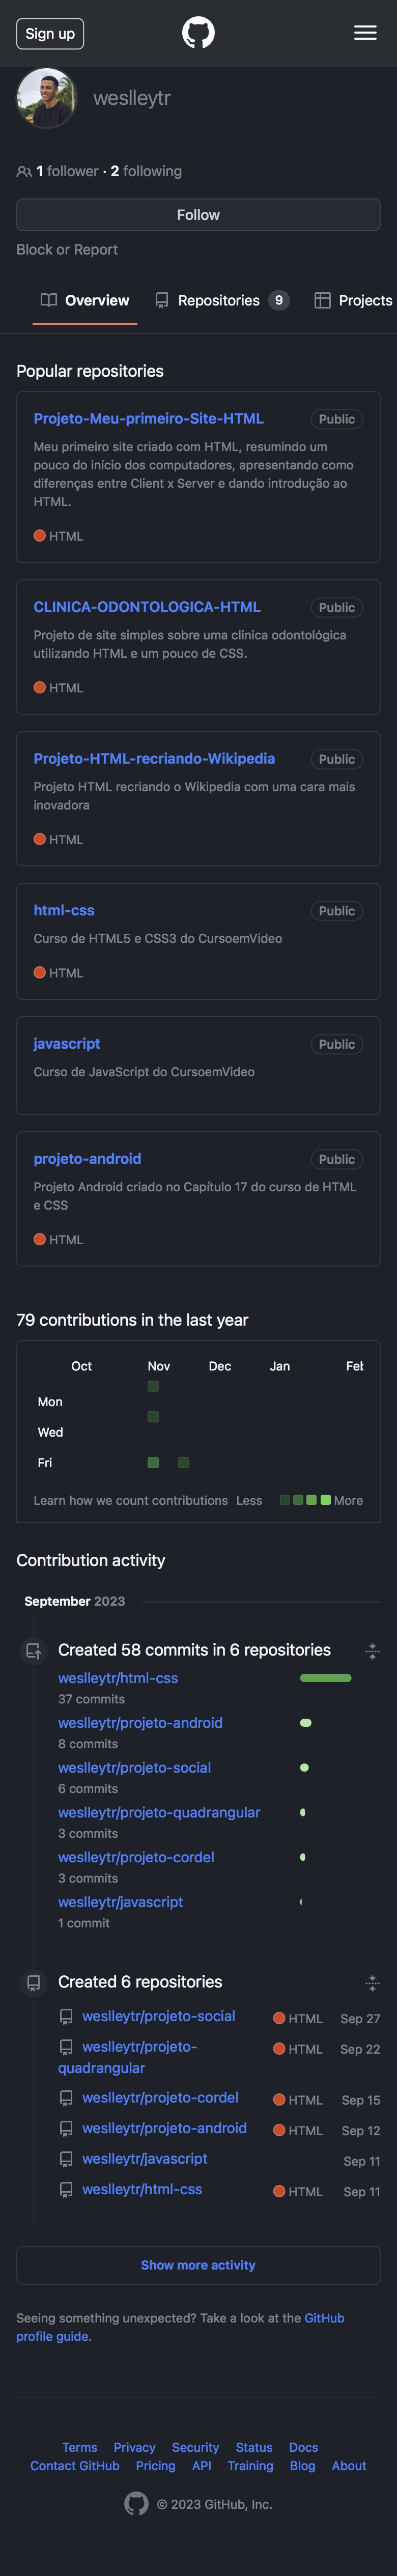 Sign up
weslleytr
1 follower · 2 following
Follow
Block or Report
Overview Repositories 9 Projects
Popular repositories
Projeto-Meu-primeiro-Site-HTML Public
Meu primeiro site criado com HTML, resumindo um
pouco do início dos computadores, apresentando como
diferenças entre Client x Server e dando introdução ao
HTML.
HTML
CLINICA-ODONTOLOGICA-HTML Public
Projeto de site simples sobre uma clinica odontológica
utilizando HTML e um pouco de CSS.
HTML
Projeto-HTML-recriando-Wikipedia Public
Projeto HTML recriando o Wikipedia com uma cara mais
inovadora
HTML
html-css Public
Curso de HTML5 e CSS3 do CursoemVideo
HTML
javascript Public
Curso de JavaScript do CursoemVideo
projeto-android Public
Projeto Android criado no Capítulo 17 do curso de HTML
e CSS
HTML
79 contributions in the last year
Oct Nov Dec Jan Feb
Mon
Wed
Fri
Learn how we count contributions Less More
Contribution activity
September 2023
Created 58 commits in 6 repositories
weslleytr/html-css
37 commits
weslleytr/projeto-android
8 commits
weslleytr/projeto-social
6 commits
weslleytr/projeto-quadrangular
3 commits
weslleytr/projeto-cordel
3 commits
weslleytr/javascript
1 commit
Created 6 repositories
weslleytr/projeto-social HTML Sep 27
weslleytr/projeto- HTML Sep 22
quadrangular
weslleytr/projeto-cordel HTML Sep 15
weslleytr/projeto-android HTML Sep 12
weslleytr/javascript Sep 11
weslleytr/html-css HTML Sep 11
Show more activity
Seeing something unexpected? Take a look at the GitHub
profile guide.
Terms Privacy Security Status Docs
Contact GitHub Pricing API Training Blog About
© 2023 GitHub, Inc.